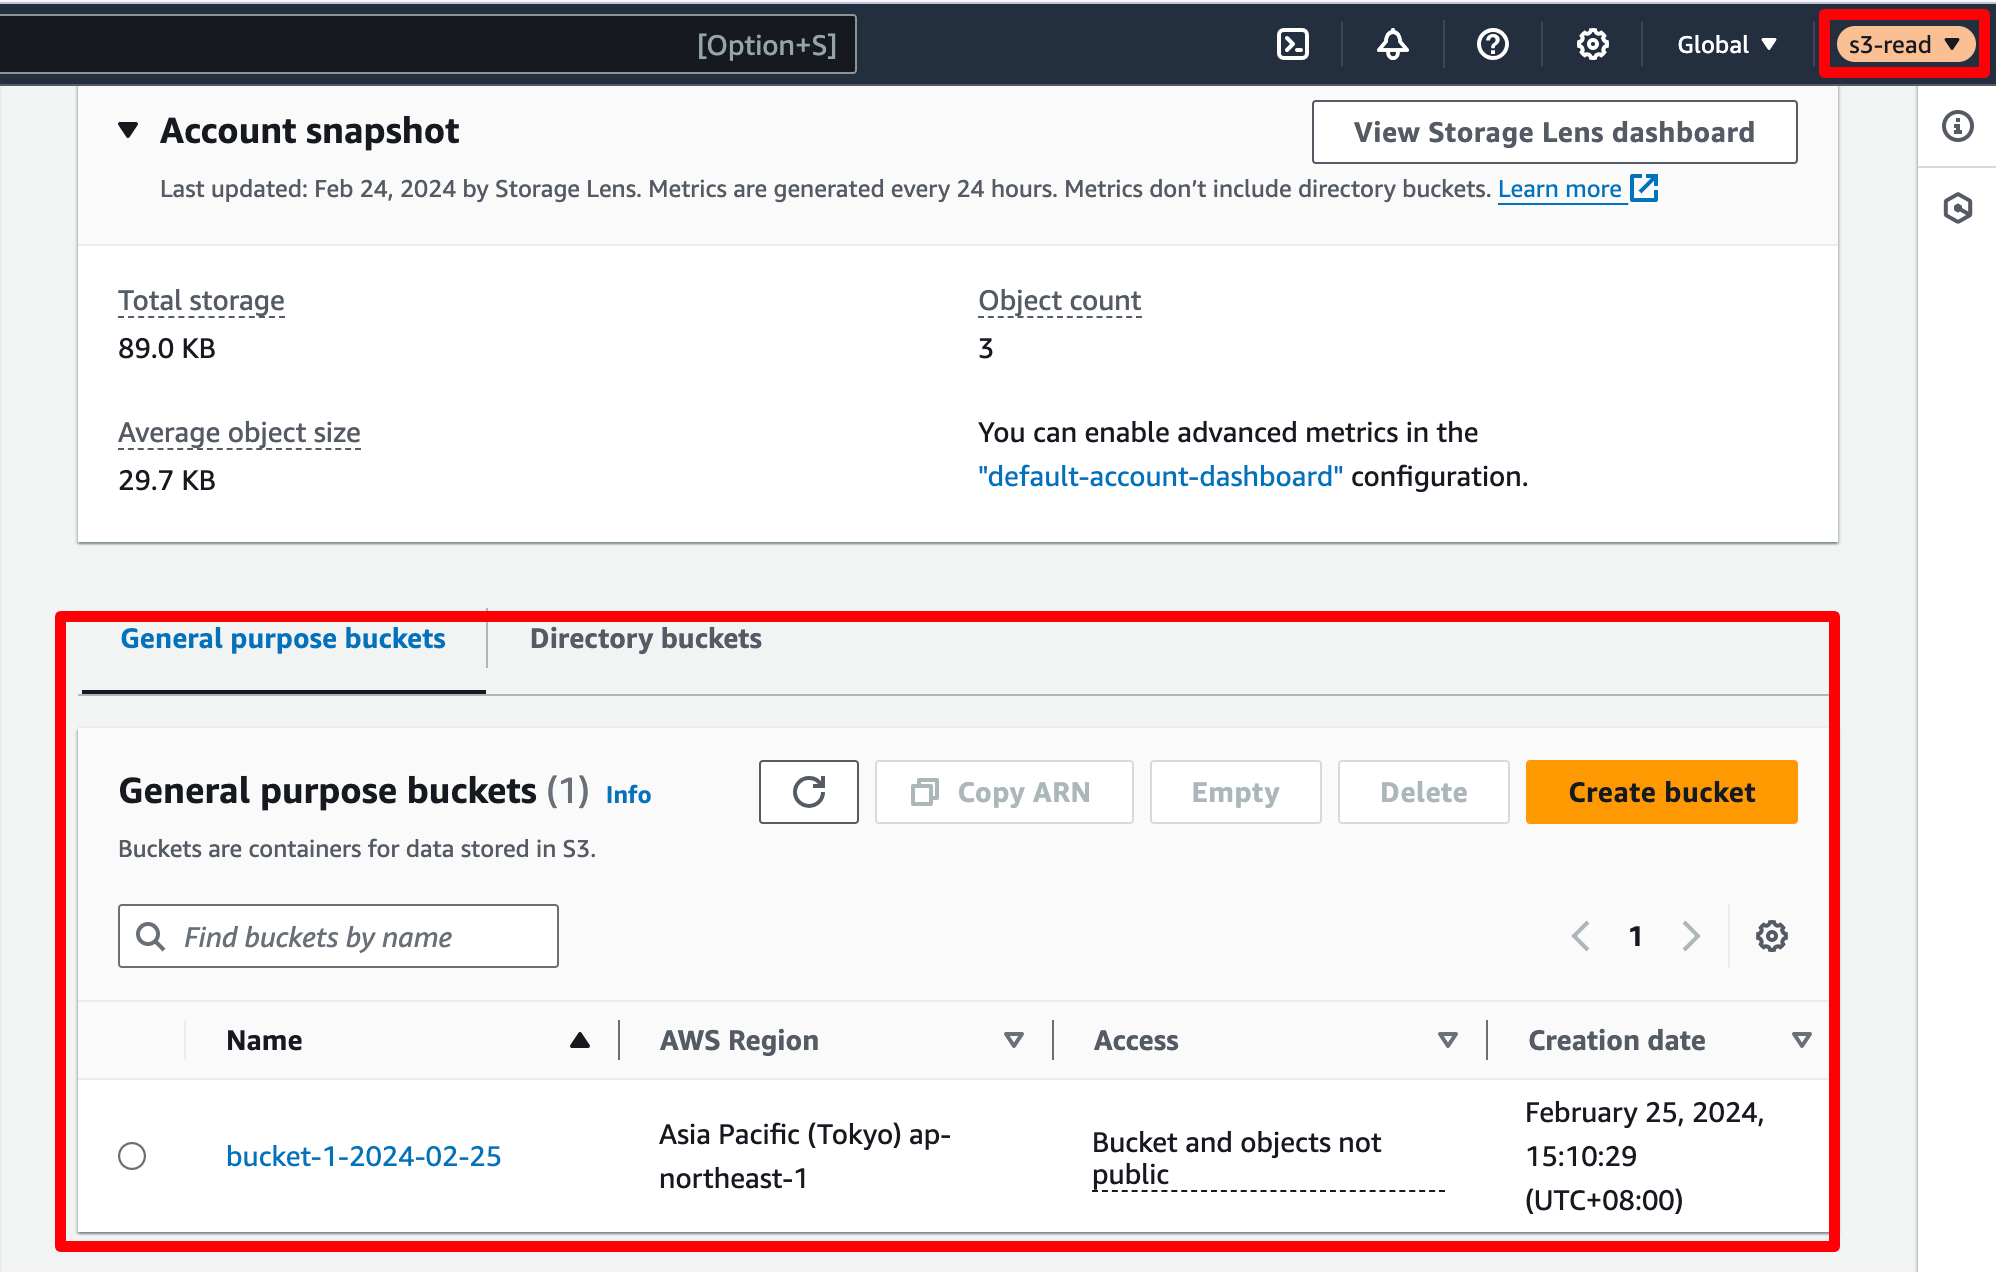 [Option+S]
Global
s3-read
Account snapshot
View Storage Lens dashboard
Last updated: Feb 24, 2024 by Storage Lens. Metrics are generated every 24 hours. Metrics don’t include directory buckets. Learn more
Total storage
89.0 KB
Object count
3
Average object size
29.7 KB
You can enable advanced metrics in the
"default-account-dashboard" configuration.
General purpose buckets
Directory buckets
General purpose buckets (1) Info
Copy ARN
Empty
Delete
Create bucket
Buckets are containers for data stored in S3.
Find buckets by name
1
Name
AWS Region
Access
Creation date
bucket-1-2024-02-25
Asia Pacific (Tokyo) ap-
northeast-1
Bucket and objects not
public
February 25, 2024,
15:10:29
(UTC+08:00)